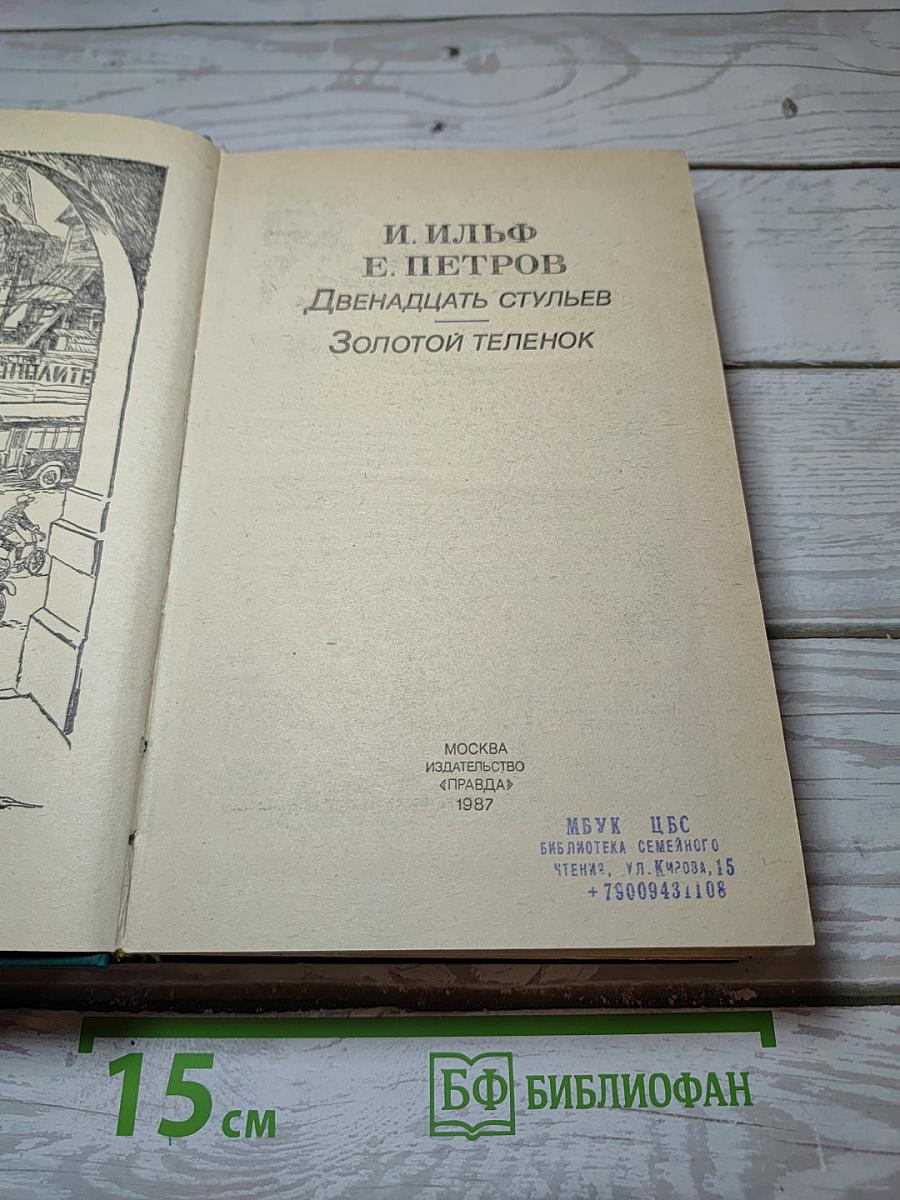 И. ИЛЬФ
Е. ПЕТРОВ
ДВЕНАДЦАТЬ СТУЛЬЕВ
ЗОЛОТОЙ ТЕЛЕНОК
МОСКВА
ИЗДАТЕЛЬСТВО
«ПРАВДА»
1987
МБУК ЦБС
БИБЛИОТЕКА СЕМЕЙНОГО
ЧТЕНИЯ, УЛ.КИРОВА,15
+79009431108
15 см
БФ БИБЛИОФАН